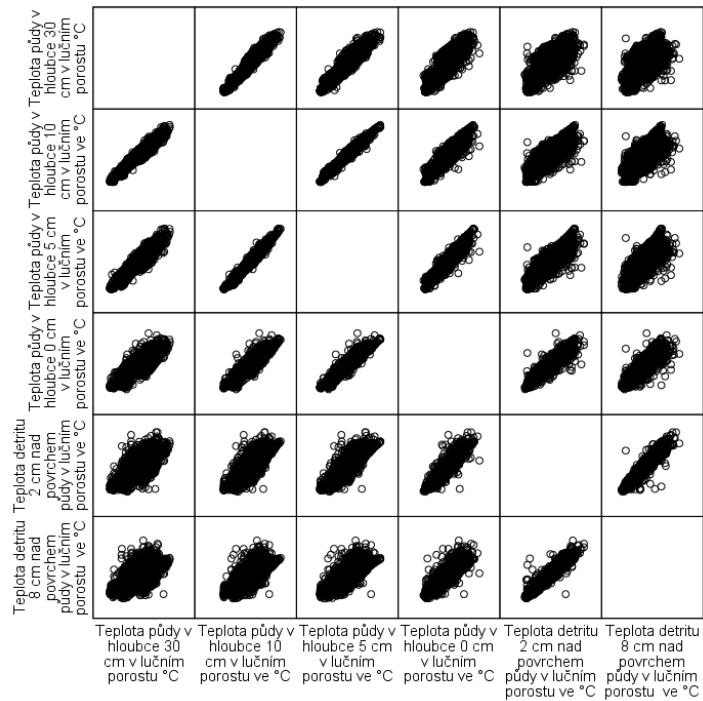 Teplota půdy v
hloubce 30
cm v lučním
porostu °C
Teplota půdy v
hloubce 10
cm v lučním
porostu ve °C
Teplota půdy v
hloubce 5 cm
v lučním
porostu ve °C
Teplota půdy v
hloubce 0 cm
v lučním
porostu ve °C
Teplota detritu
2 cm nad
povrchem
půdy v lučním
porostu ve °C
Teplota detritu
8 cm nad
povrchem
půdy v lučním
porostu ve °C
Teplota půdy v
hloubce 30
cm v lučním
porostu °C
Teplota půdy v
hloubce 10
cm v lučním
porostu ve °C
Teplota půdy v
hloubce 5 cm
v lučním
porostu ve °C
Teplota půdy v
hloubce 0 cm
v lučním
porostu ve °C
Teplota detritu
2 cm nad
povrchem
půdy v lučním
porostu ve °C
Teplota detritu
8 cm nad
povrchem
půdy v lučním
porostu ve °C